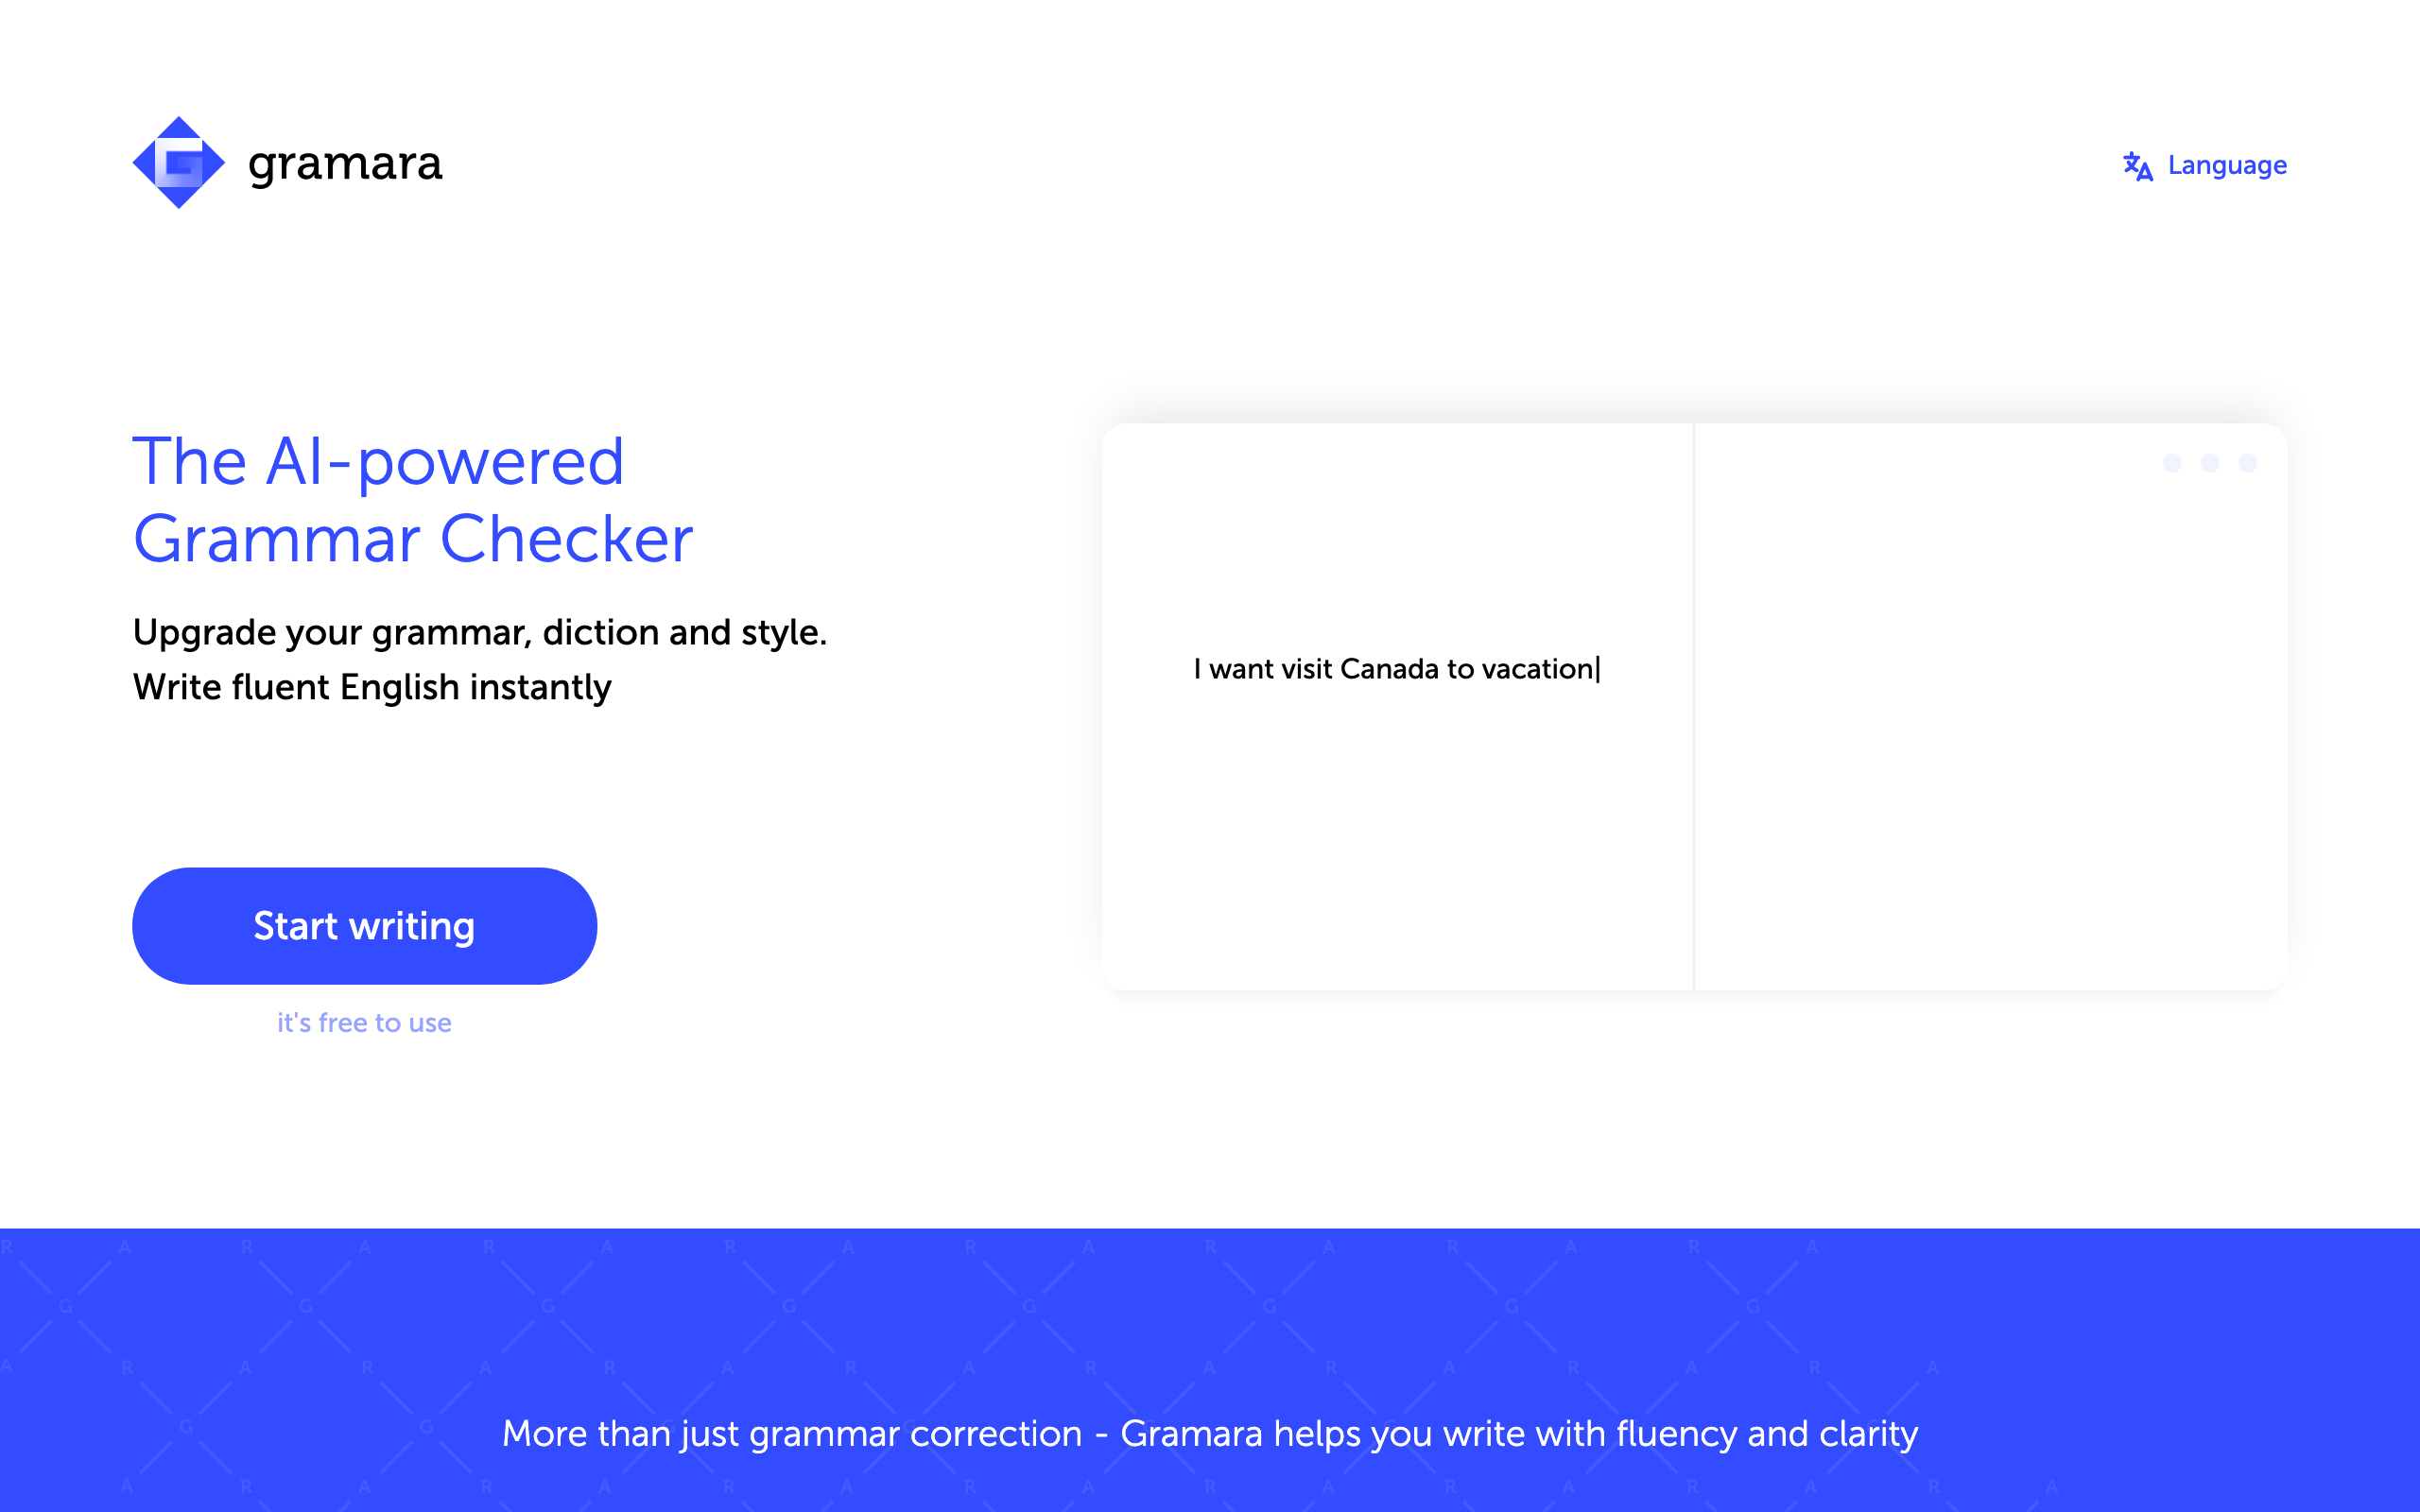 gramara
Language
The AI-powered
Grammar Checker
Upgrade your grammar, diction and style.
Write fluent English instantly
I want visit Canada to vacation|
Start writing
it's free to use
More than just grammar correction - Gramara helps you write with fluency and clarity